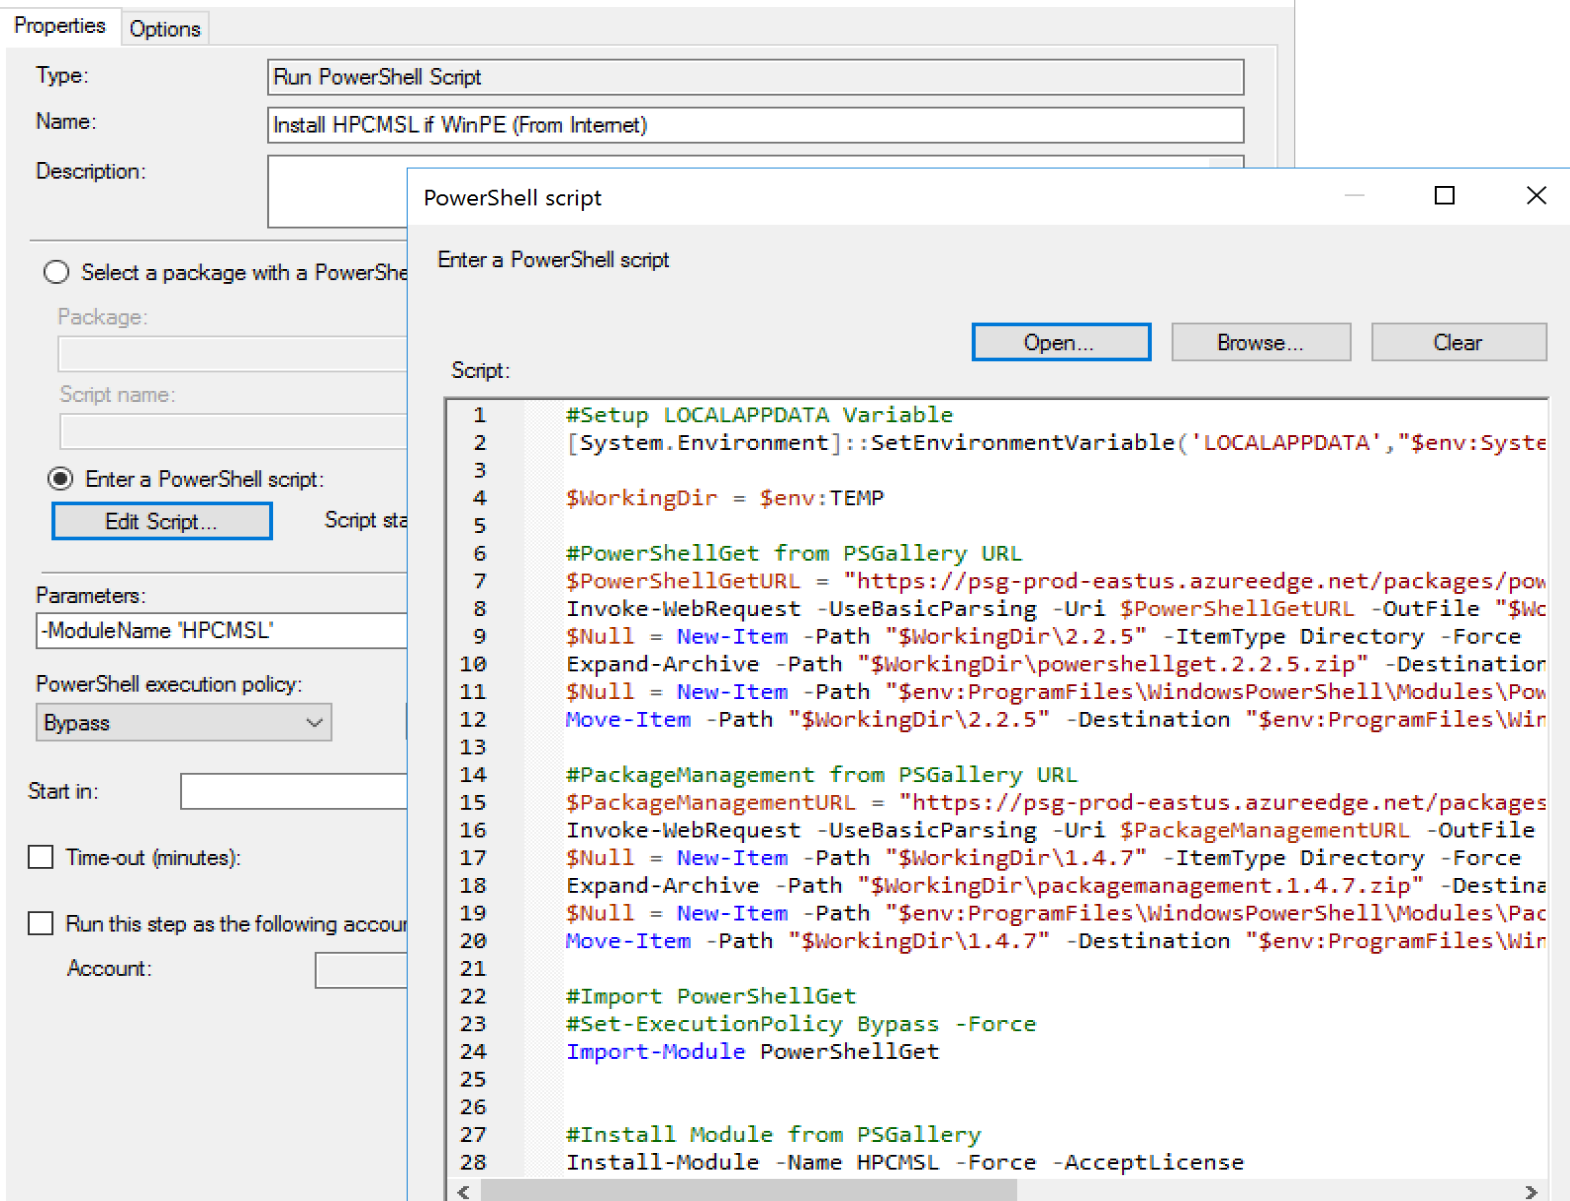 Properties
Options
Type:
Run PowerShell Script
Name:
Install HPCMSL if WinPE (From Internet)
Description:
Select a package with a PowerShe
Package:
Script name:
Enter a PowerShell script:
Edit Script...
Script sta
Parameters:
-ModuleName 'HPCMSL'
PowerShell execution policy:
Bypass
Start in:
Time-out (minutes):
Run this step as the following accour
Account:
PowerShell script
Enter a PowerShell script
Open...
Browse...
Clear
Script:
1 #Setup LOCALAPPDATA Variable
2 [System.Environment]::SetEnvironmentVariable('LOCALAPPDATA',"$env:Syste
3
4 $WorkingDir = $env:TEMP
5
6 #PowerShellGet from PSGallery URL
7 $PowerShellGetURL = "https://psg-prod-eastus.azureedge.net/packages/pow
8 Invoke-WebRequest -UseBasicParsing -Uri $PowerShellGetURL -OutFile "$Wo
9 $Null = New-Item -Path "$WorkingDir\2.2.5" -ItemType Directory -Force
10 Expand-Archive -Path "$WorkingDir\powershellget.2.2.5.zip" -Destination
11 $Null = New-Item -Path "$env:ProgramFiles\WindowsPowerShell\Modules\Pow
12 Move-Item -Path "$WorkingDir\2.2.5" -Destination "$env:ProgramFiles\Win
13
14 #PackageManagement from PSGallery URL
15 $PackageManagementURL = "https://psg-prod-eastus.azureedge.net/packages
16 Invoke-WebRequest -UseBasicParsing -Uri $PackageManagementURL -OutFile
17 $Null = New-Item -Path "$WorkingDir\1.4.7" -ItemType Directory -Force
18 Expand-Archive -Path "$WorkingDir\packagemanagement.1.4.7.zip" -Destina
19 $Null = New-Item -Path "$env:ProgramFiles\WindowsPowerShell\Modules\Pac
20 Move-Item -Path "$WorkingDir\1.4.7" -Destination "$env:ProgramFiles\Win
21
22 #Import PowerShellGet
23 #Set-ExecutionPolicy Bypass -Force
24 Import-Module PowerShellGet
25
26
27 #Install Module from PSGallery
28 Install-Module -Name HPCMSL -Force -AcceptLicense